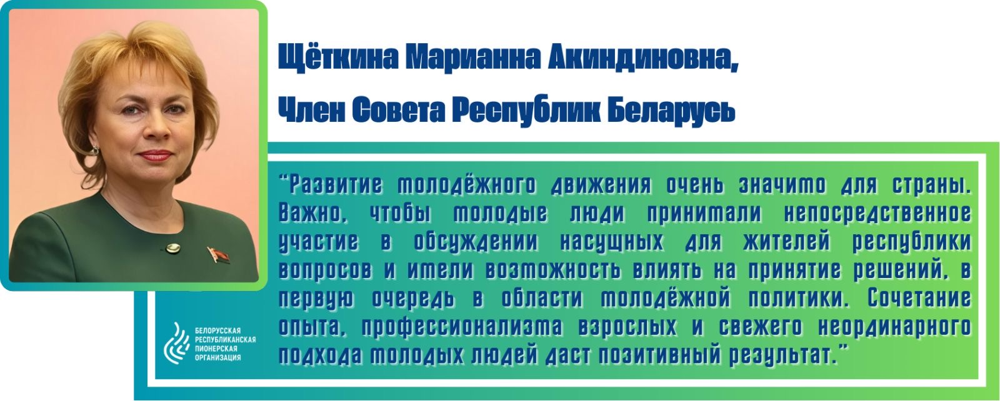 Щёткина Марианна Акиндиновна,
Член Совета Республик Беларусь
“Развитие молодёжного движения очень значимо для страны.
Важно, чтобы молодые люди принимали непосредственное
участие в обсуждении насущных для жителей республики
вопросов и имели возможность влиять на принятие решений, в
первую очередь в области молодёжной политики. Сочетание
опыта, профессионализма взрослых и свежего неординарного
подхода молодых людей даст позитивный результат.”
БЕЛОРУССКАЯ
РЕСПУБЛИКАНСКАЯ
ПИОНЕРСКАЯ
ОРГАНИЗАЦИЯ